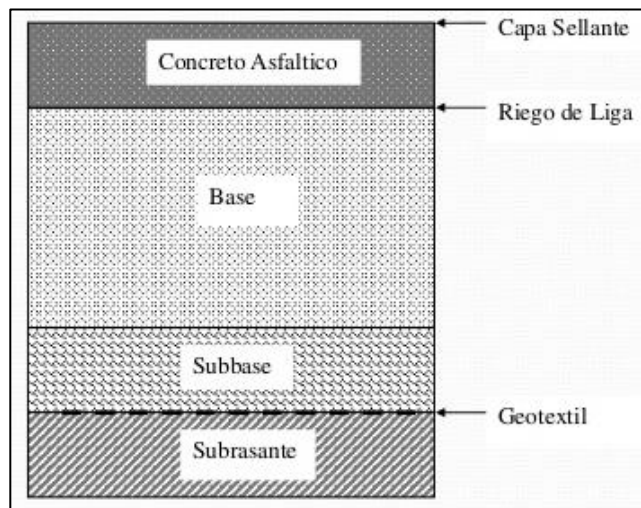 Capa Sellante
Concreto Asfaltico
Riego de Liga
Base
Subbase
Geotextil
Subrasante